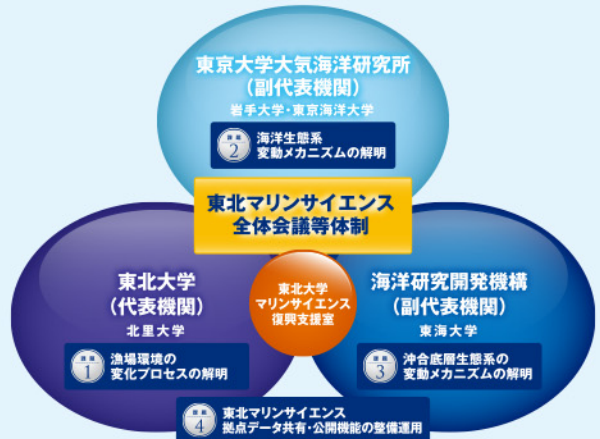 東京大学大気海洋研究所
(副代表機関)
岩手大学・東京海洋大学
課題
2
海洋生態系
変動メカニズムの解明
東北マリンサイエンス
全体会議等体制
東北大学
(代表機関)
北里大学
課題
1
漁場環境の
変化プロセスの解明
東北大学
マリンサイエンス
復興支援室
海洋研究開発機構
(副代表機関)
東海大学
課題
3
沖合底層生態系の
変動メカニズムの解明
課題
4
東北マリンサイエンス
拠点データ共有・公開機能の整備運用